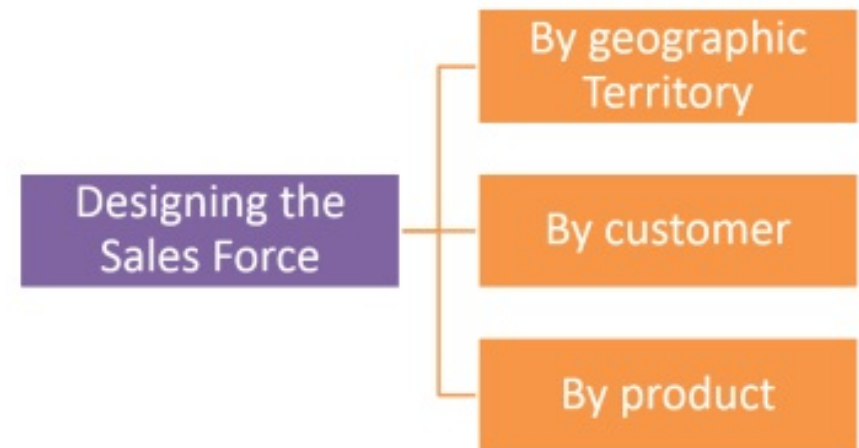 By geographic
Territory
Designing the
Sales Force
By customer
By product